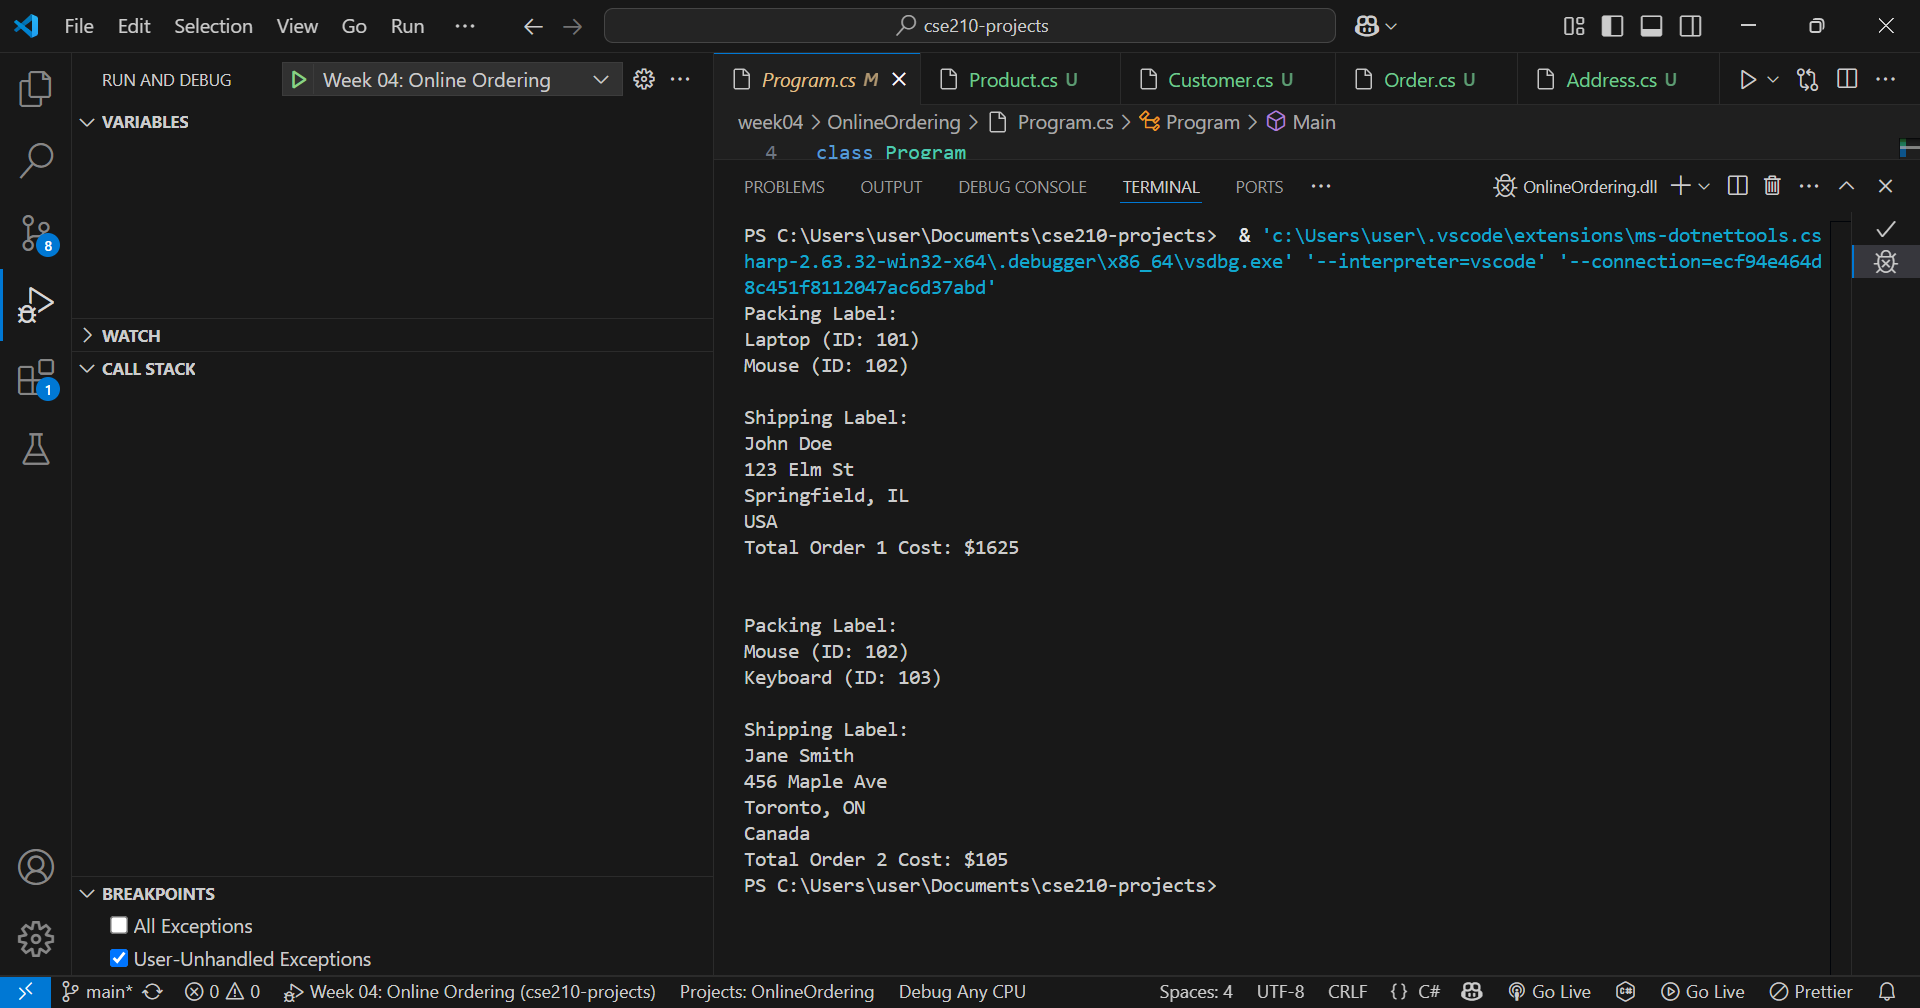 File Edit Selection View Go Run ··· cse210-projects
RUN AND DEBUG Week 04: Online Ordering ···
VARIABLES
WATCH
CALL STACK
BREAKPOINTS
All Exceptions
User-Unhandled Exceptions
8
1
Program.cs M Product.cs U Customer.cs U Order.cs U Address.cs U ···
week04 > OnlineOrdering > Program.cs > Program > Main
4 class Program
PROBLEMS OUTPUT DEBUG CONSOLE TERMINAL PORTS ··· OnlineOrdering.dll ···
PS C:\Users\user\Documents\cse210-projects>  & 'c:\Users\user\.vscode\extensions\ms-dotnettools.cs
harp-2.63.32-win32-x64\.debugger\x86_64\vsdbg.exe' '--interpreter=vscode' '--connection=ecf94e464d
8c451f8112047ac6d37abd'
Packing Label:
Laptop (ID: 101)
Mouse (ID: 102)
Shipping Label:
John Doe
123 Elm St
Springfield, IL
USA
Total Order 1 Cost: $1625
Packing Label:
Mouse (ID: 102)
Keyboard (ID: 103)
Shipping Label:
Jane Smith
456 Maple Ave
Toronto, ON
Canada
Total Order 2 Cost: $105
PS C:\Users\user\Documents\cse210-projects>
main* 0 0 Week 04: Online Ordering (cse210-projects) Projects: OnlineOrdering Debug Any CPU Spaces: 4 UTF-8 CRLF {} C# Go Live Go Live Prettier